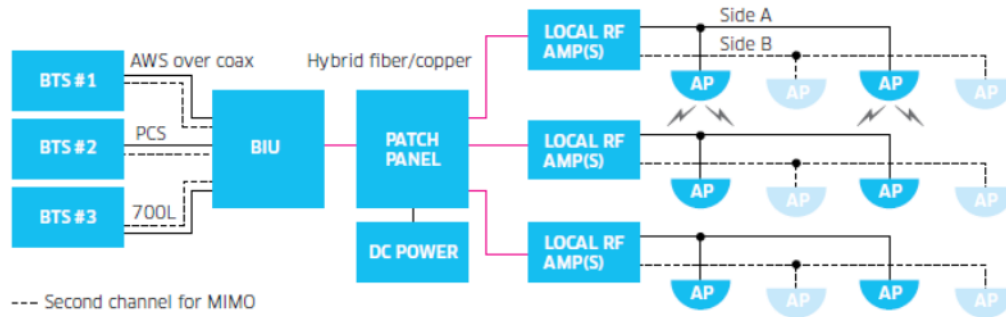 BTS #1
AWS over coax
BTS #2
PCS
BTS #3
700L
BIU
Hybrid fiber/copper
PATCH
PANEL
DC POWER
LOCAL RF
AMP(S)
Side A
Side B
AP
AP
AP
AP
LOCAL RF
AMP(S)
AP
AP
AP
AP
LOCAL RF
AMP(S)
AP
AP
AP
AP
--- Second channel for MIMO